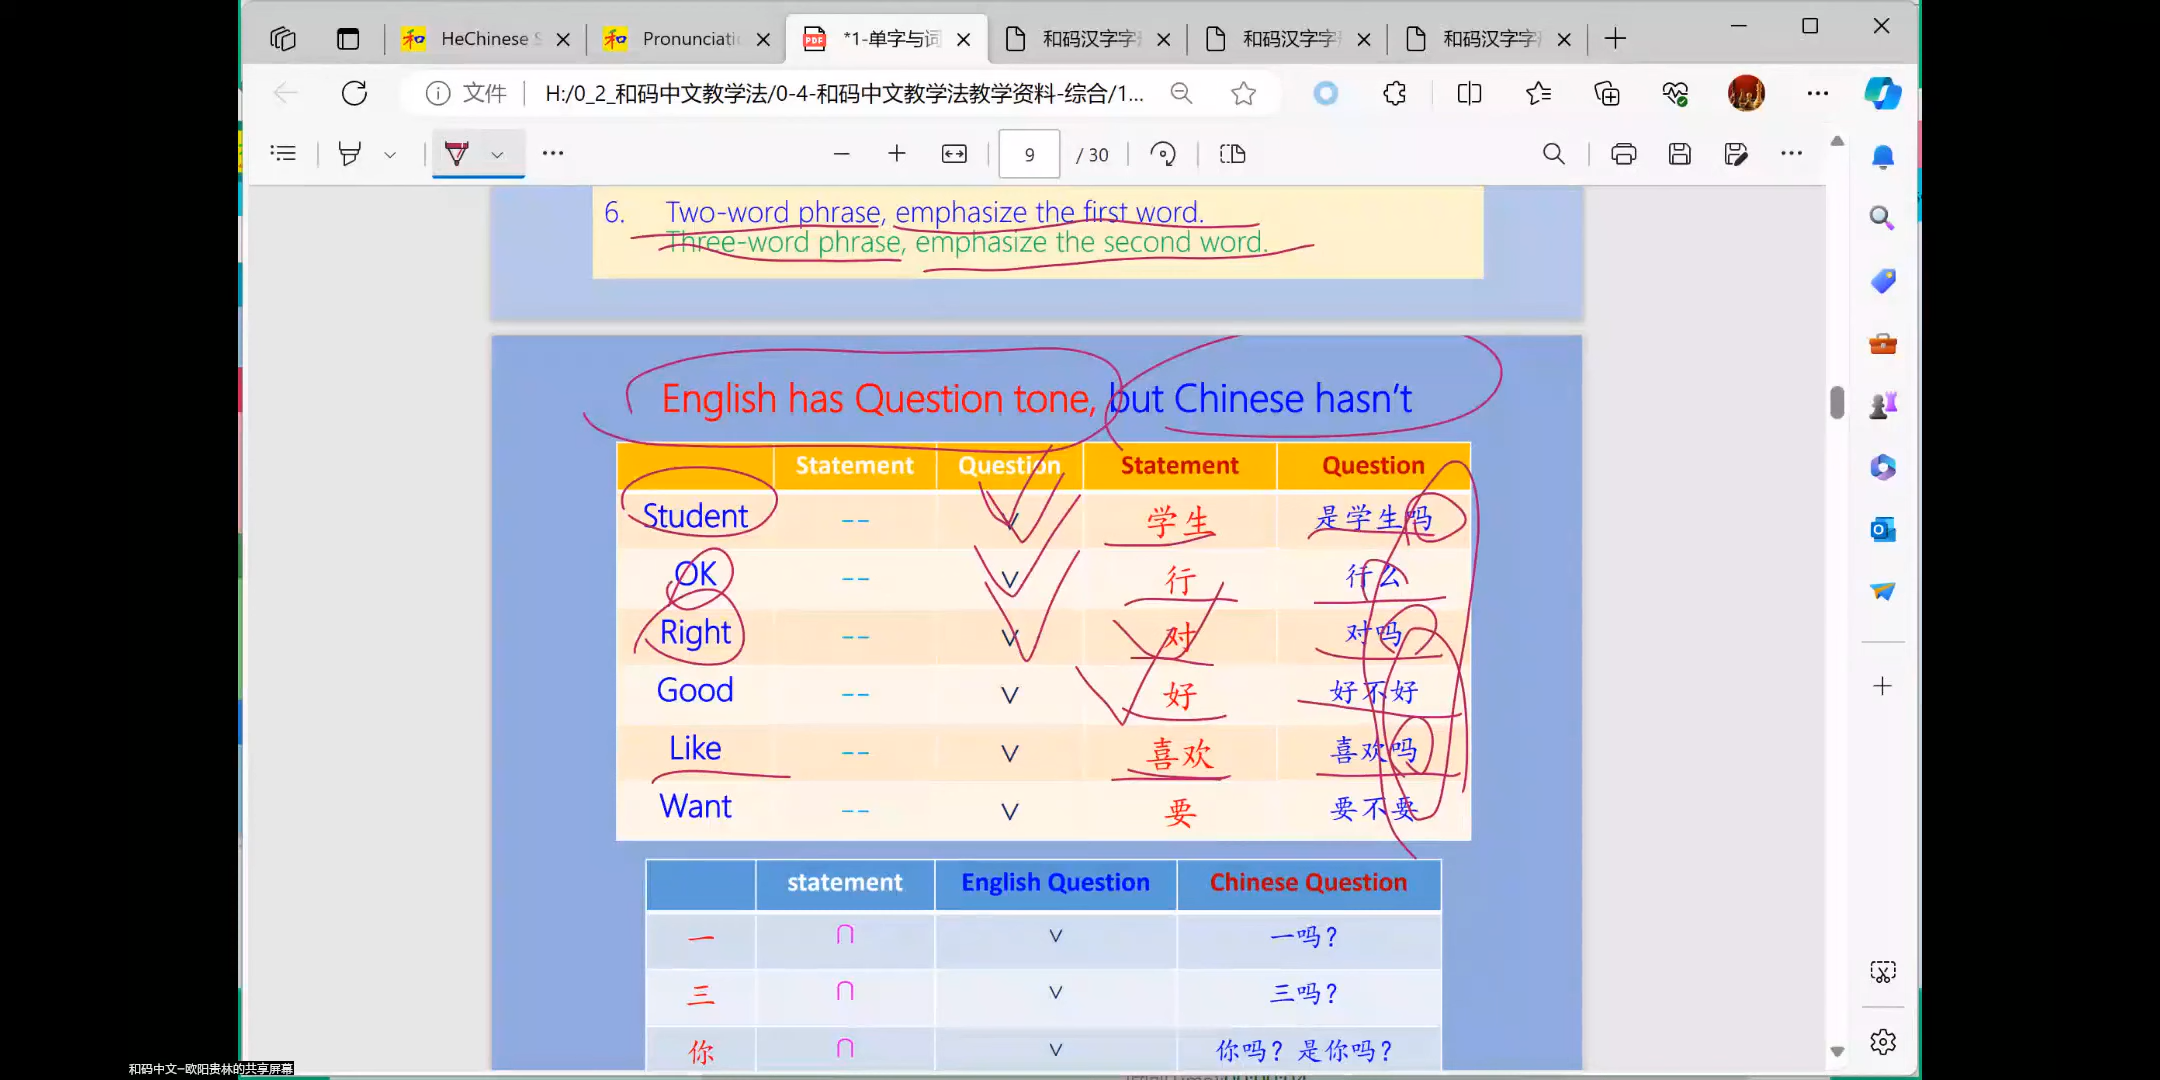 HeChinese
Pronunciati
*1-单字与词
和码汉字字
和码汉字字
和码汉字字
文件 H:/0_2_和码中文教学法/0-4-和码中文教学法教学资料-综合/1...
9 / 30
6. Two-word phrase, emphasize the first word.
Three-word phrase, emphasize the second word.
English has Question tone, but Chinese hasn't
Statement Question Statement Question
Student -- ∨ 学生 是学生吗
OK -- ∨ 行 行么
Right -- ∨ 对 对吗
Good -- ∨ 好 好不好
Like -- ∨ 喜欢 喜欢吗
Want -- ∨ 要 要不要
statement English Question Chinese Question
一 ∩ ∨ 一吗?
三 ∩ ∨ 三吗?
你 ∩ ∨ 你吗? 是你吗?
和码中文—欧阳贵林的共享屏幕